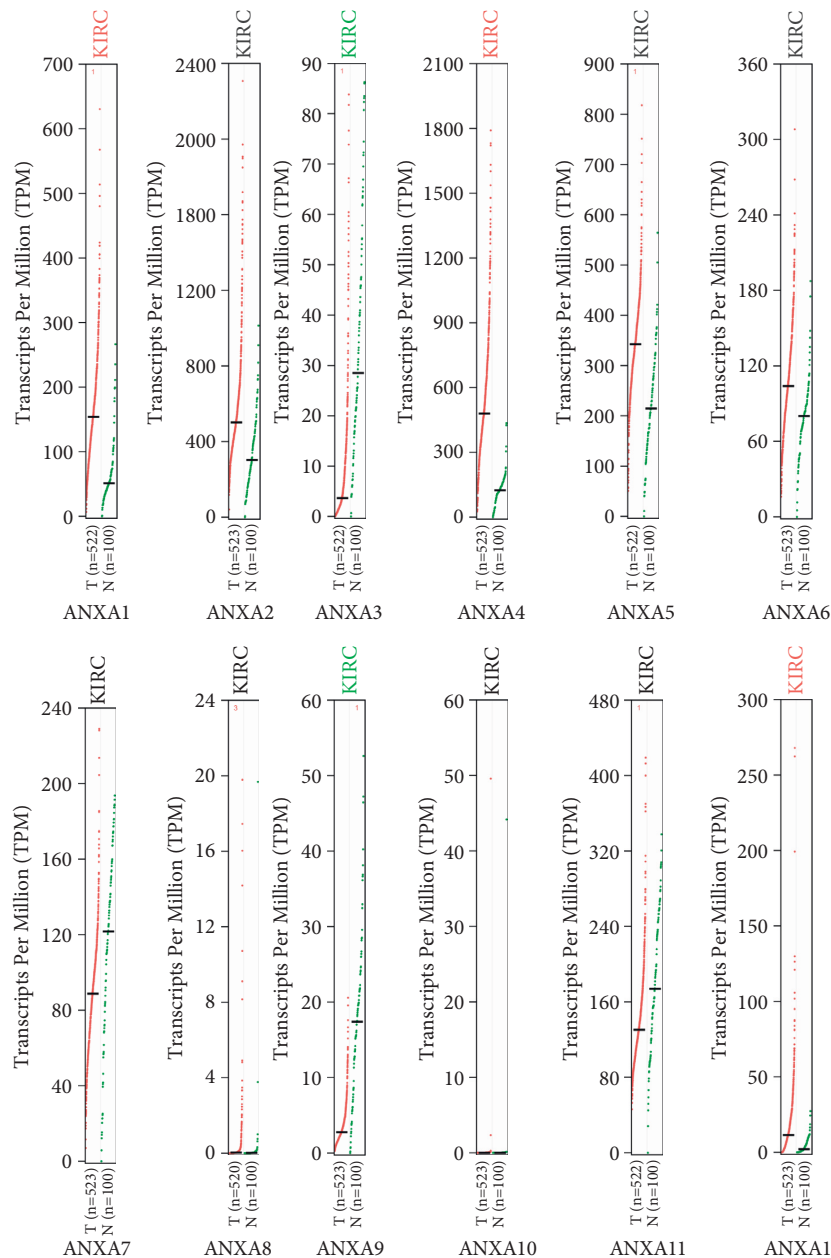 KIRC
Transcripts Per Million (TPM)
700
600
500
400
300
200
100
0
1
T (n=522)
N (n=100)
ANXA1
KIRC
Transcripts Per Million (TPM)
2400
2000
1800
1200
800
400
0
T (n=523)
N (n=100)
ANXA2
KIRC
Transcripts Per Million (TPM)
90
80
70
60
50
40
30
20
10
0
1
T (n=522)
N (n=100)
ANXA3
KIRC
Transcripts Per Million (TPM)
2100
1800
1500
1200
900
600
300
0
T (n=523)
N (n=100)
ANXA4
KIRC
Transcripts Per Million (TPM)
900
800
700
600
500
400
300
200
100
0
1
T (n=522)
N (n=100)
ANXA5
KIRC
Transcripts Per Million (TPM)
360
300
240
180
120
60
0
T (n=523)
N (n=100)
ANXA6
KIRC
Transcripts Per Million (TPM)
240
200
160
120
80
40
0
T (n=523)
N (n=100)
ANXA7
KIRC
Transcripts Per Million (TPM)
24
20
16
12
8
4
0
3
T (n=520)
N (n=100)
ANXA8
KIRC
Transcripts Per Million (TPM)
60
50
40
30
20
10
0
1
T (n=523)
N (n=100)
ANXA9
KIRC
Transcripts Per Million (TPM)
60
50
40
30
20
10
0
T (n=523)
N (n=100)
ANXA10
KIRC
Transcripts Per Million (TPM)
480
400
320
240
160
80
0
1
T (n=522)
N (n=100)
ANXA11
KIRC
Transcripts Per Million (TPM)
300
250
200
150
100
50
0
T (n=523)
N (n=100)
ANXA1